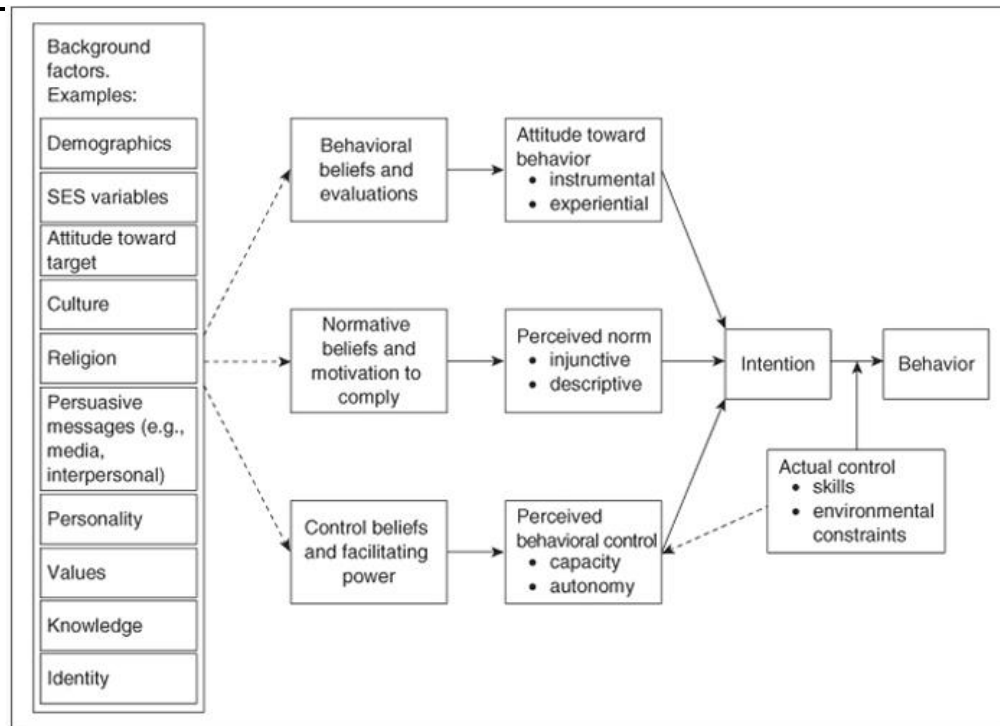 Background
factors.
Examples:
Demographics
SES variables
Attitude toward
target
Culture
Religion
Persuasive
messages (e.g.,
media,
interpersonal)
Personality
Values
Knowledge
Identity
Behavioral
beliefs and
evaluations
Normative
beliefs and
motivation to
comply
Control beliefs
and facilitating
power
Attitude toward
behavior
• instrumental
• experiential
Perceived norm
• injunctive
• descriptive
Perceived
behavioral control
• capacity
• autonomy
Intention
Behavior
Actual control
• skills
• environmental
constraints